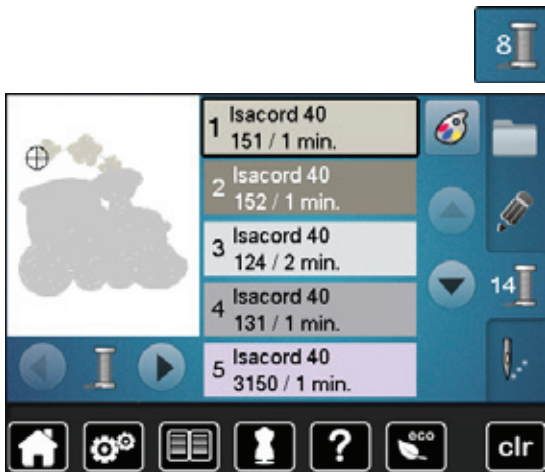 8
1 Isacord 40
151 / 1 min.
2 Isacord 40
152 / 1 min.
3 Isacord 40
124 / 2 min.
14
4 Isacord 40
131 / 1 min.
5 Isacord 40
3150 / 1 min.
?
eco
clr